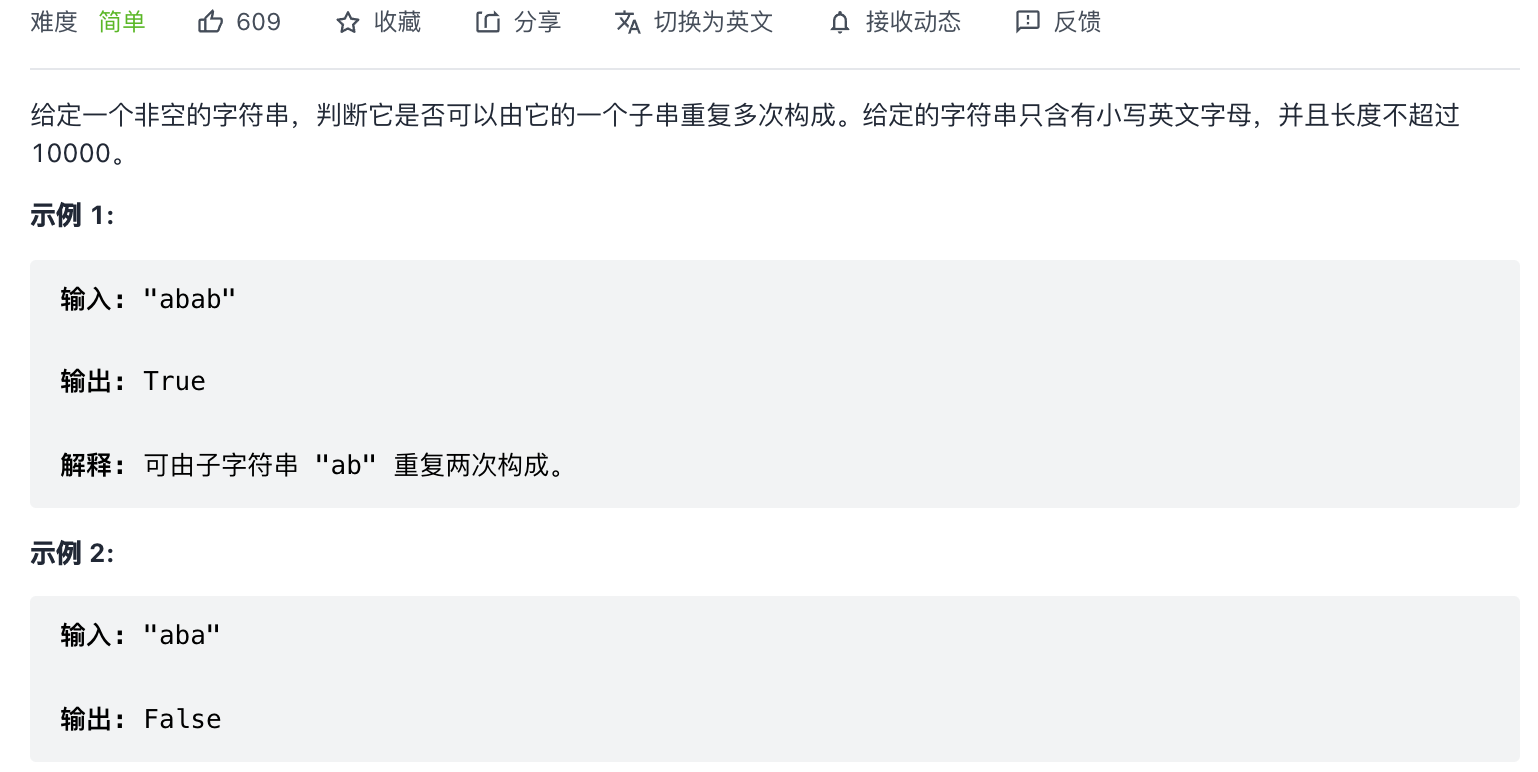 难度 简单 609 收藏 分享 切换为英文 接收动态 反馈
给定一个非空的字符串，判断它是否可以由它的一个子串重复多次构成。给定的字符串只含有小写英文字母，并且长度不超过
10000。
示例 1:
输入: "abab"
输出: True
解释: 可由子字符串 "ab" 重复两次构成。
示例 2:
输入: "aba"
输出: False